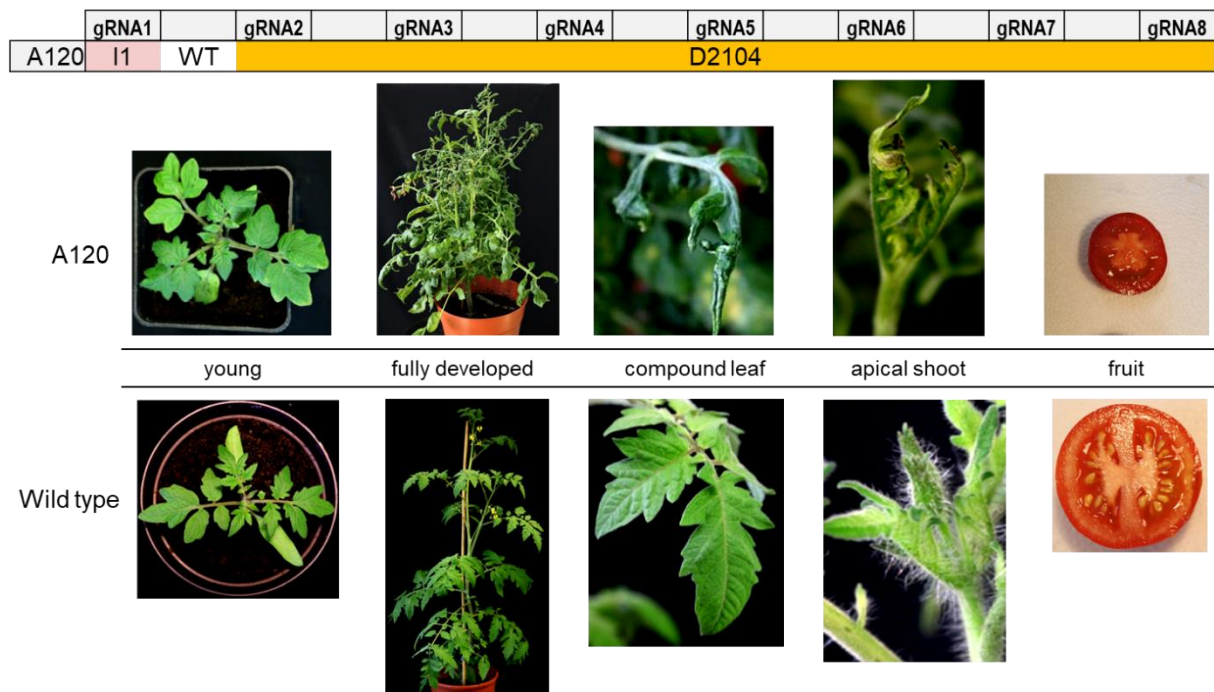 gRNA1 gRNA2 gRNA3 gRNA4 gRNA5 gRNA6 gRNA7 gRNA8
A120 I1 WT D2104
A120
young fully developed compound leaf apical shoot fruit
Wild type